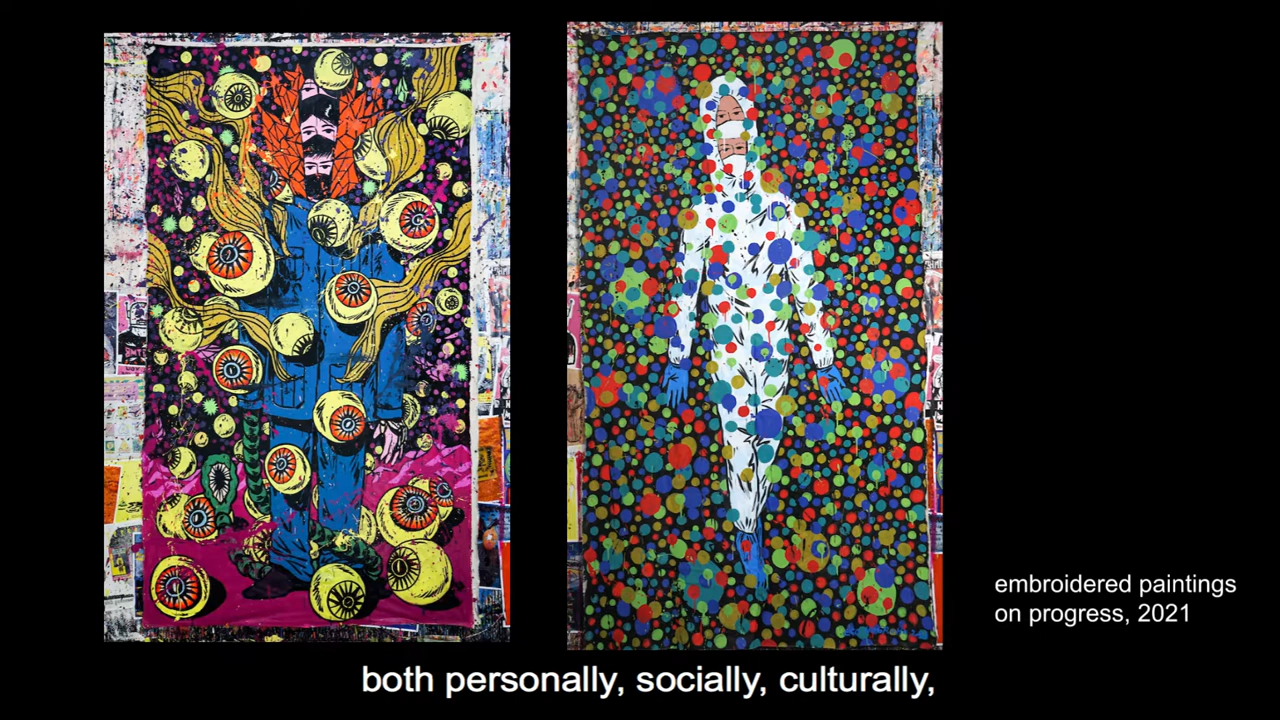 embroidered paintings
on progress, 2021
both personally, socially, culturally,